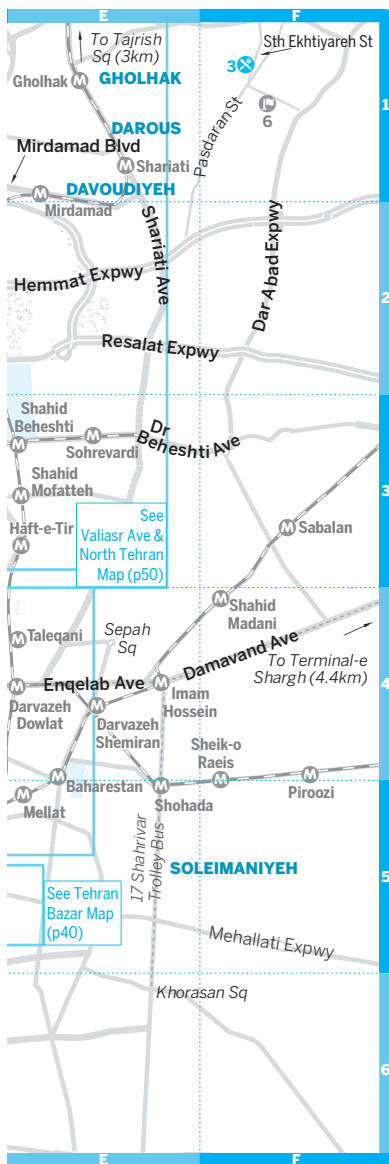 E
F
To Tajrish
Sq (3km)
Sth Ekhtiyareh St
3
Gholhak
GHOLHAK
6
1
Pasdaran St
DAROUS
Mirdamad Blvd
Shariati
DAVOUDIYEH
Mirdamad
Shariati Ave
Dar Abad Expwy
Hemmat Expwy
2
Resalat Expwy
Shahid
Beheshti
Dr
Beheshti Ave
Sohrevardi
Shahid
Mofatteh
3
See
Valiasr Ave &
North Tehran
Map (p50)
Haft-e-Tir
Sabalan
Shahid
Madani
Taleqani
Sepah
Sq
Damavand Ave
To Terminal-e
Shargh (4.4km)
4
Enqelab Ave
Imam
Hossein
Darvazeh
Dowlat
Darvazeh
Shemiran
Sheik-o
Raeis
Baharestan
Mellat
Shohada
Piroozi
17 Shahrivar
Trolley Bus
SOLEIMANIYEH
5
See Tehran
Bazar Map
(p40)
Mehallati Expwy
Khorasan Sq
6
E
F